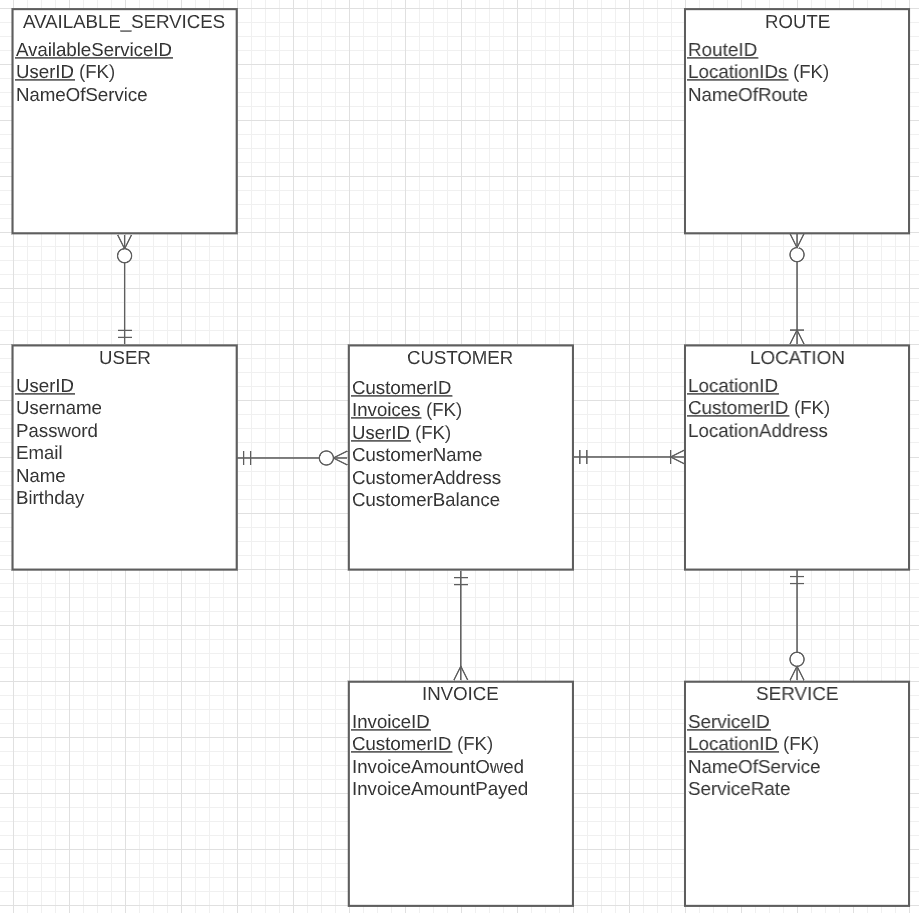 AVAILABLE_SERVICES
AvailableServiceID
UserID (FK)
NameOfService
ROUTE
RouteID
LocationIDs (FK)
NameOfRoute
USER
UserID
Username
Password
Email
Name
Birthday
CUSTOMER
CustomerID
Invoices (FK)
UserID (FK)
CustomerName
CustomerAddress
CustomerBalance
LOCATION
LocationID
CustomerID (FK)
LocationAddress
INVOICE
InvoiceID
CustomerID (FK)
InvoiceAmountOwed
InvoiceAmountPayed
SERVICE
ServiceID
LocationID (FK)
NameOfService
ServiceRate